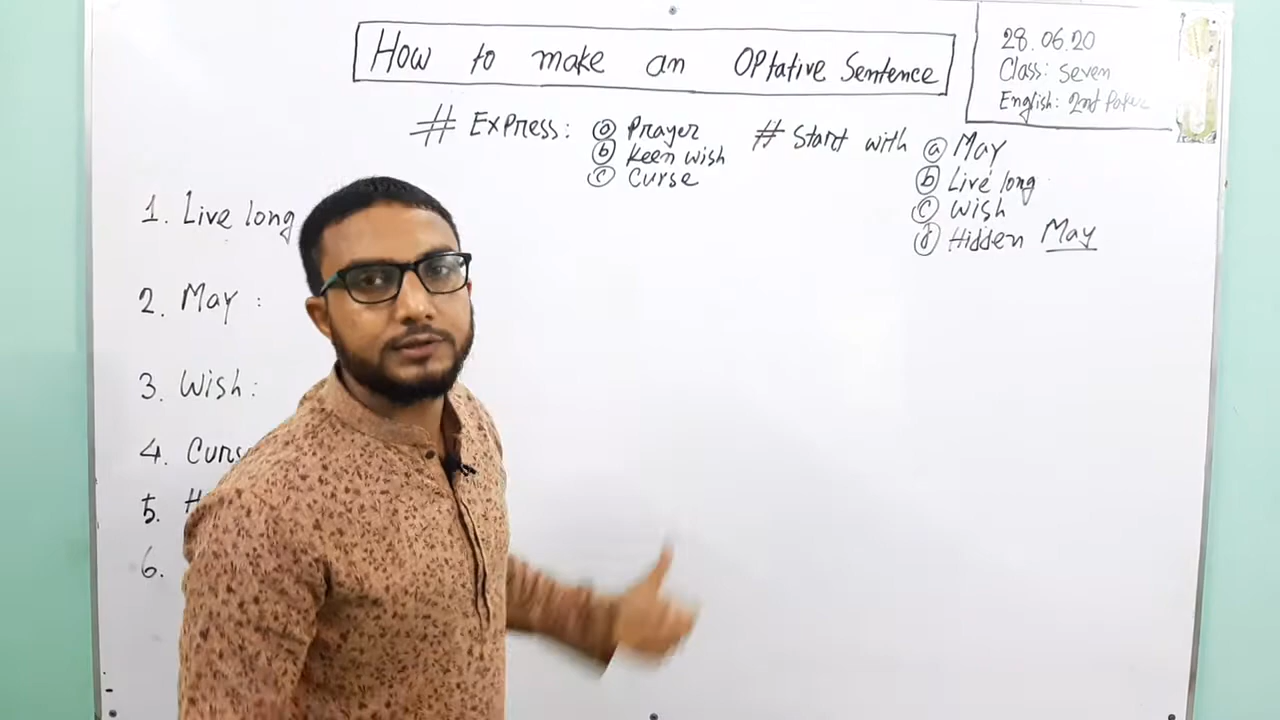 How to make an Optative Sentence
28.06.20
Class: Seven
English: 2nd Paper
# Express: ⓐ Prayer
ⓑ Keen wish
ⓒ Curse
# Start with ⓐ May
ⓑ Live long
ⓒ Wish
ⓓ Hidden May
1. Live long
2. May :
3. Wish:
4. Curs
5. H
6.